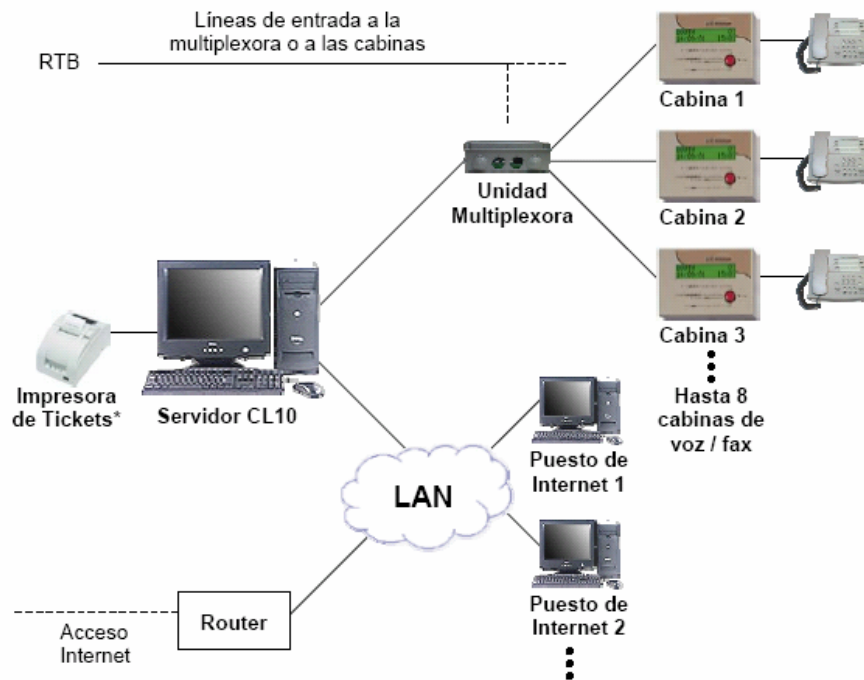 Líneas de entrada a la
multiplexora o a las cabinas
RTB
Cabina 1
Unidad
Multiplexora
Cabina 2
Cabina 3
Impresora
de Tickets*
Servidor CL10
Hasta 8
cabinas de
voz / fax
Puesto de
Internet 1
LAN
Puesto de
Internet 2
Router
Acceso
Internet